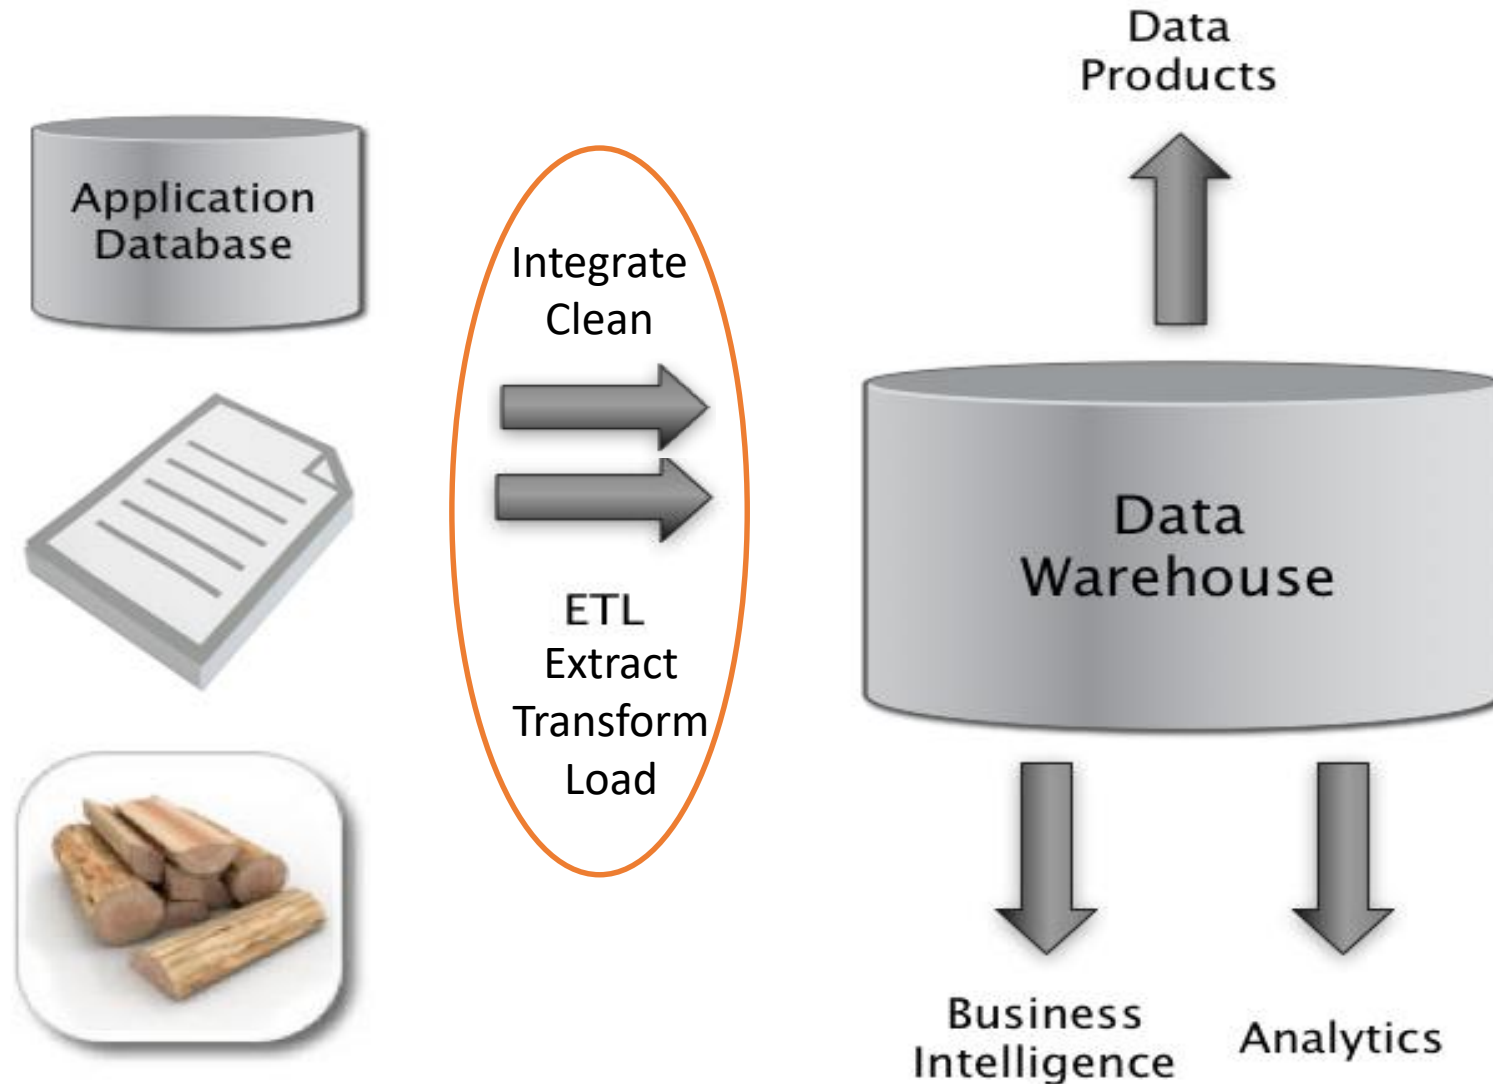 Application
Database
Integrate
Clean
ETL
Extract
Transform
Load
Data
Products
Data
Warehouse
Business
Intelligence
Analytics